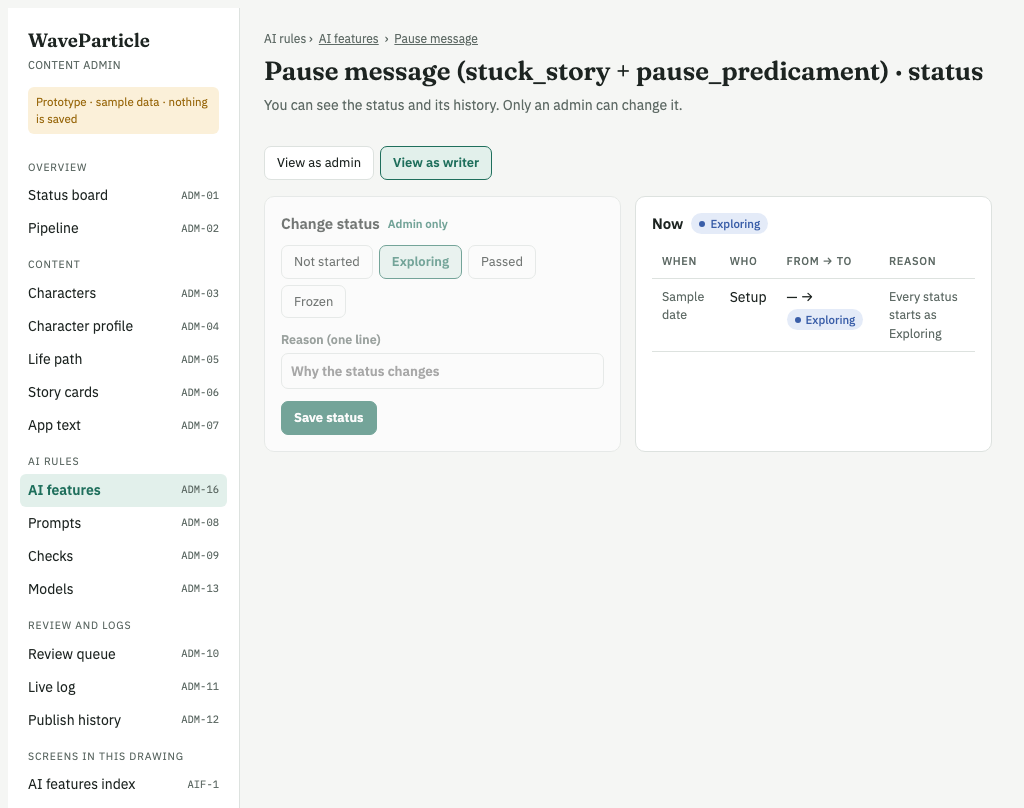 WaveParticle
CONTENT ADMIN
Prototype · sample data · nothing
is saved
OVERVIEW
Status board ADM-01
Pipeline ADM-02
CONTENT
Characters ADM-03
Character profile ADM-04
Life path ADM-05
Story cards ADM-06
App text ADM-07
AI RULES
AI features ADM-16
Prompts ADM-08
Checks ADM-09
Models ADM-13
REVIEW AND LOGS
Review queue ADM-10
Live log ADM-11
Publish history ADM-12
SCREENS IN THIS DRAWING
AI features index AIF-1
AI rules › AI features › Pause message
Pause message (stuck_story + pause_predicament) · status
You can see the status and its history. Only an admin can change it.
View as admin View as writer
Change status Admin only
Not started Exploring Passed
Frozen
Reason (one line)
Why the status changes
Save status
Now Exploring
WHEN WHO FROM → TO REASON
Sample Setup — → Every status
date Exploring starts as
Exploring